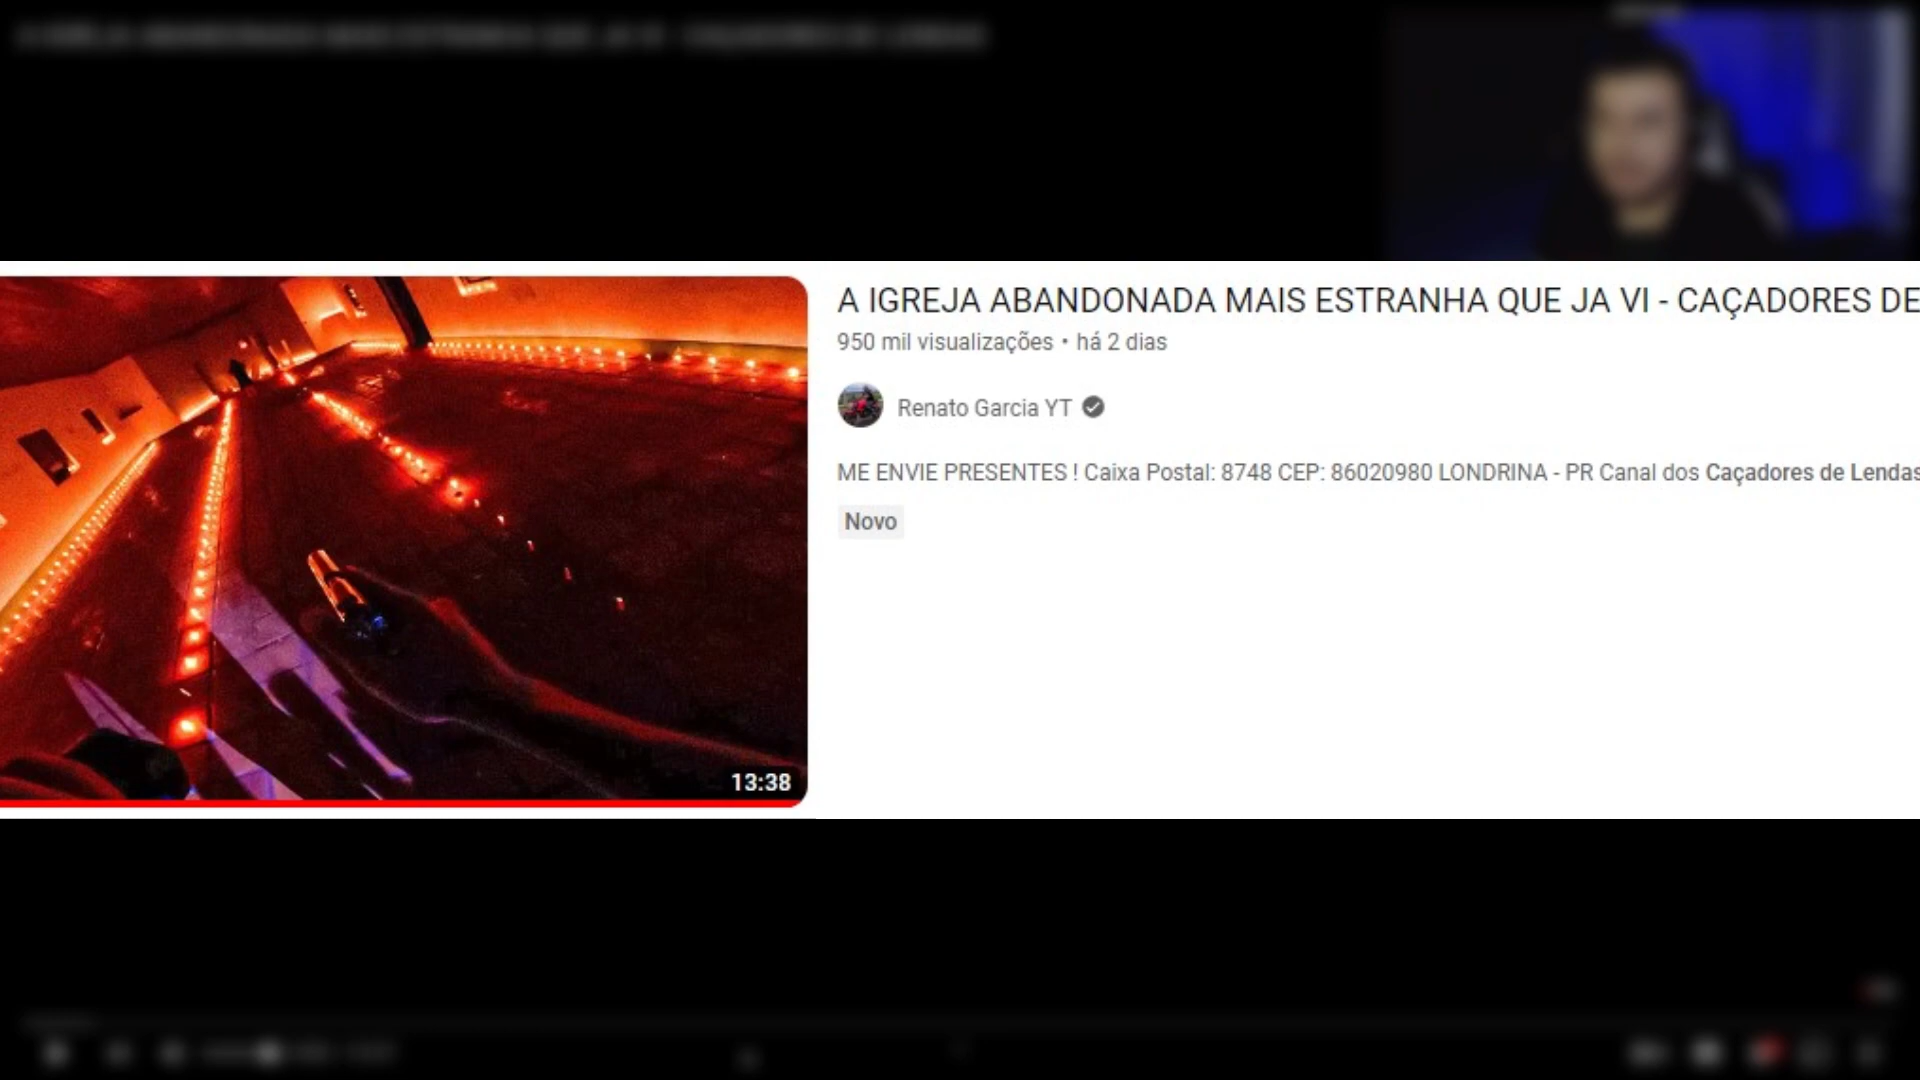 A IGREJA ABANDONADA MAIS ESTRANHA QUE JA VI - CAÇADORES DE
950 mil visualizações • há 2 dias
Renato Garcia YT
ME ENVIE PRESENTES ! Caixa Postal: 8748 CEP: 86020980 LONDRINA - PR Canal dos Caçadores de Lendas
Novo
13:38